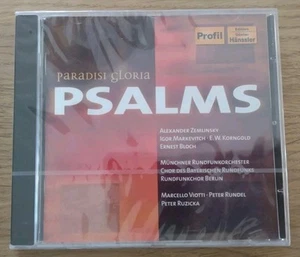 Profil
Edition
Günter
Hänssler
PARADISI GLORIA
PSALMS
ALEXANDER ZEMLINSKY
IGOR MARKEVITCH · E. W. KORNGOLD
ERNEST BLOCH
MÜNCHNER RUNDFUNKORCHESTER
CHOR DES BAYERISCHEN RUNDFUNKS
RUNDFUNKCHOR BERLIN
MARCELLO VIOTTI · PETER RUNDEL
PETER RUZICKA